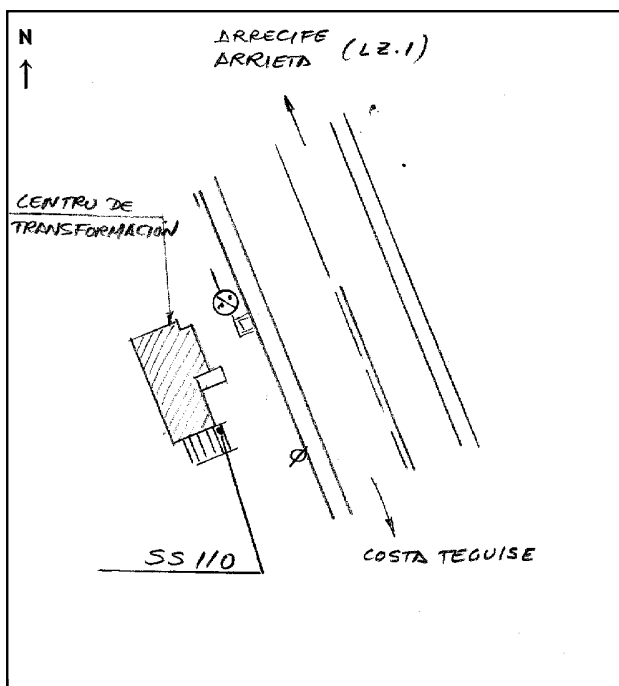 N
ARRECIFE
ARRIETA (LZ.1)
CENTRO DE
TRANSFORMACION
SS 110
COSTA TEGUISE